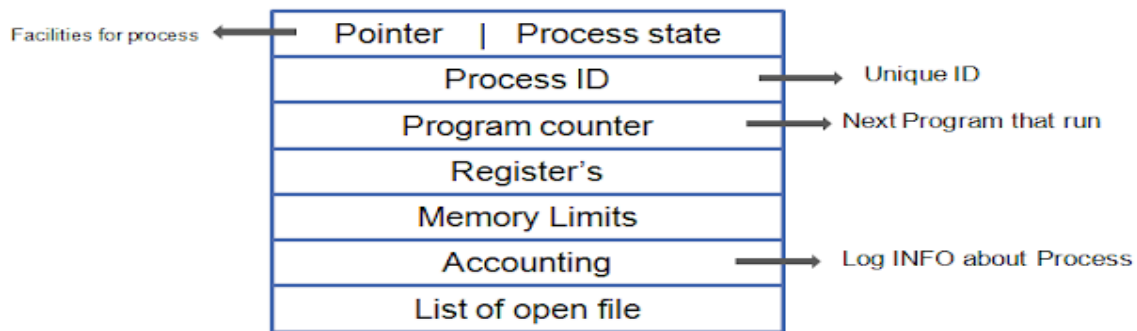 Facilities for process
Pointer | Process state
Process ID
Unique ID
Program counter
Next Program that run
Register's
Memory Limits
Accounting
Log INFO about Process
List of open file